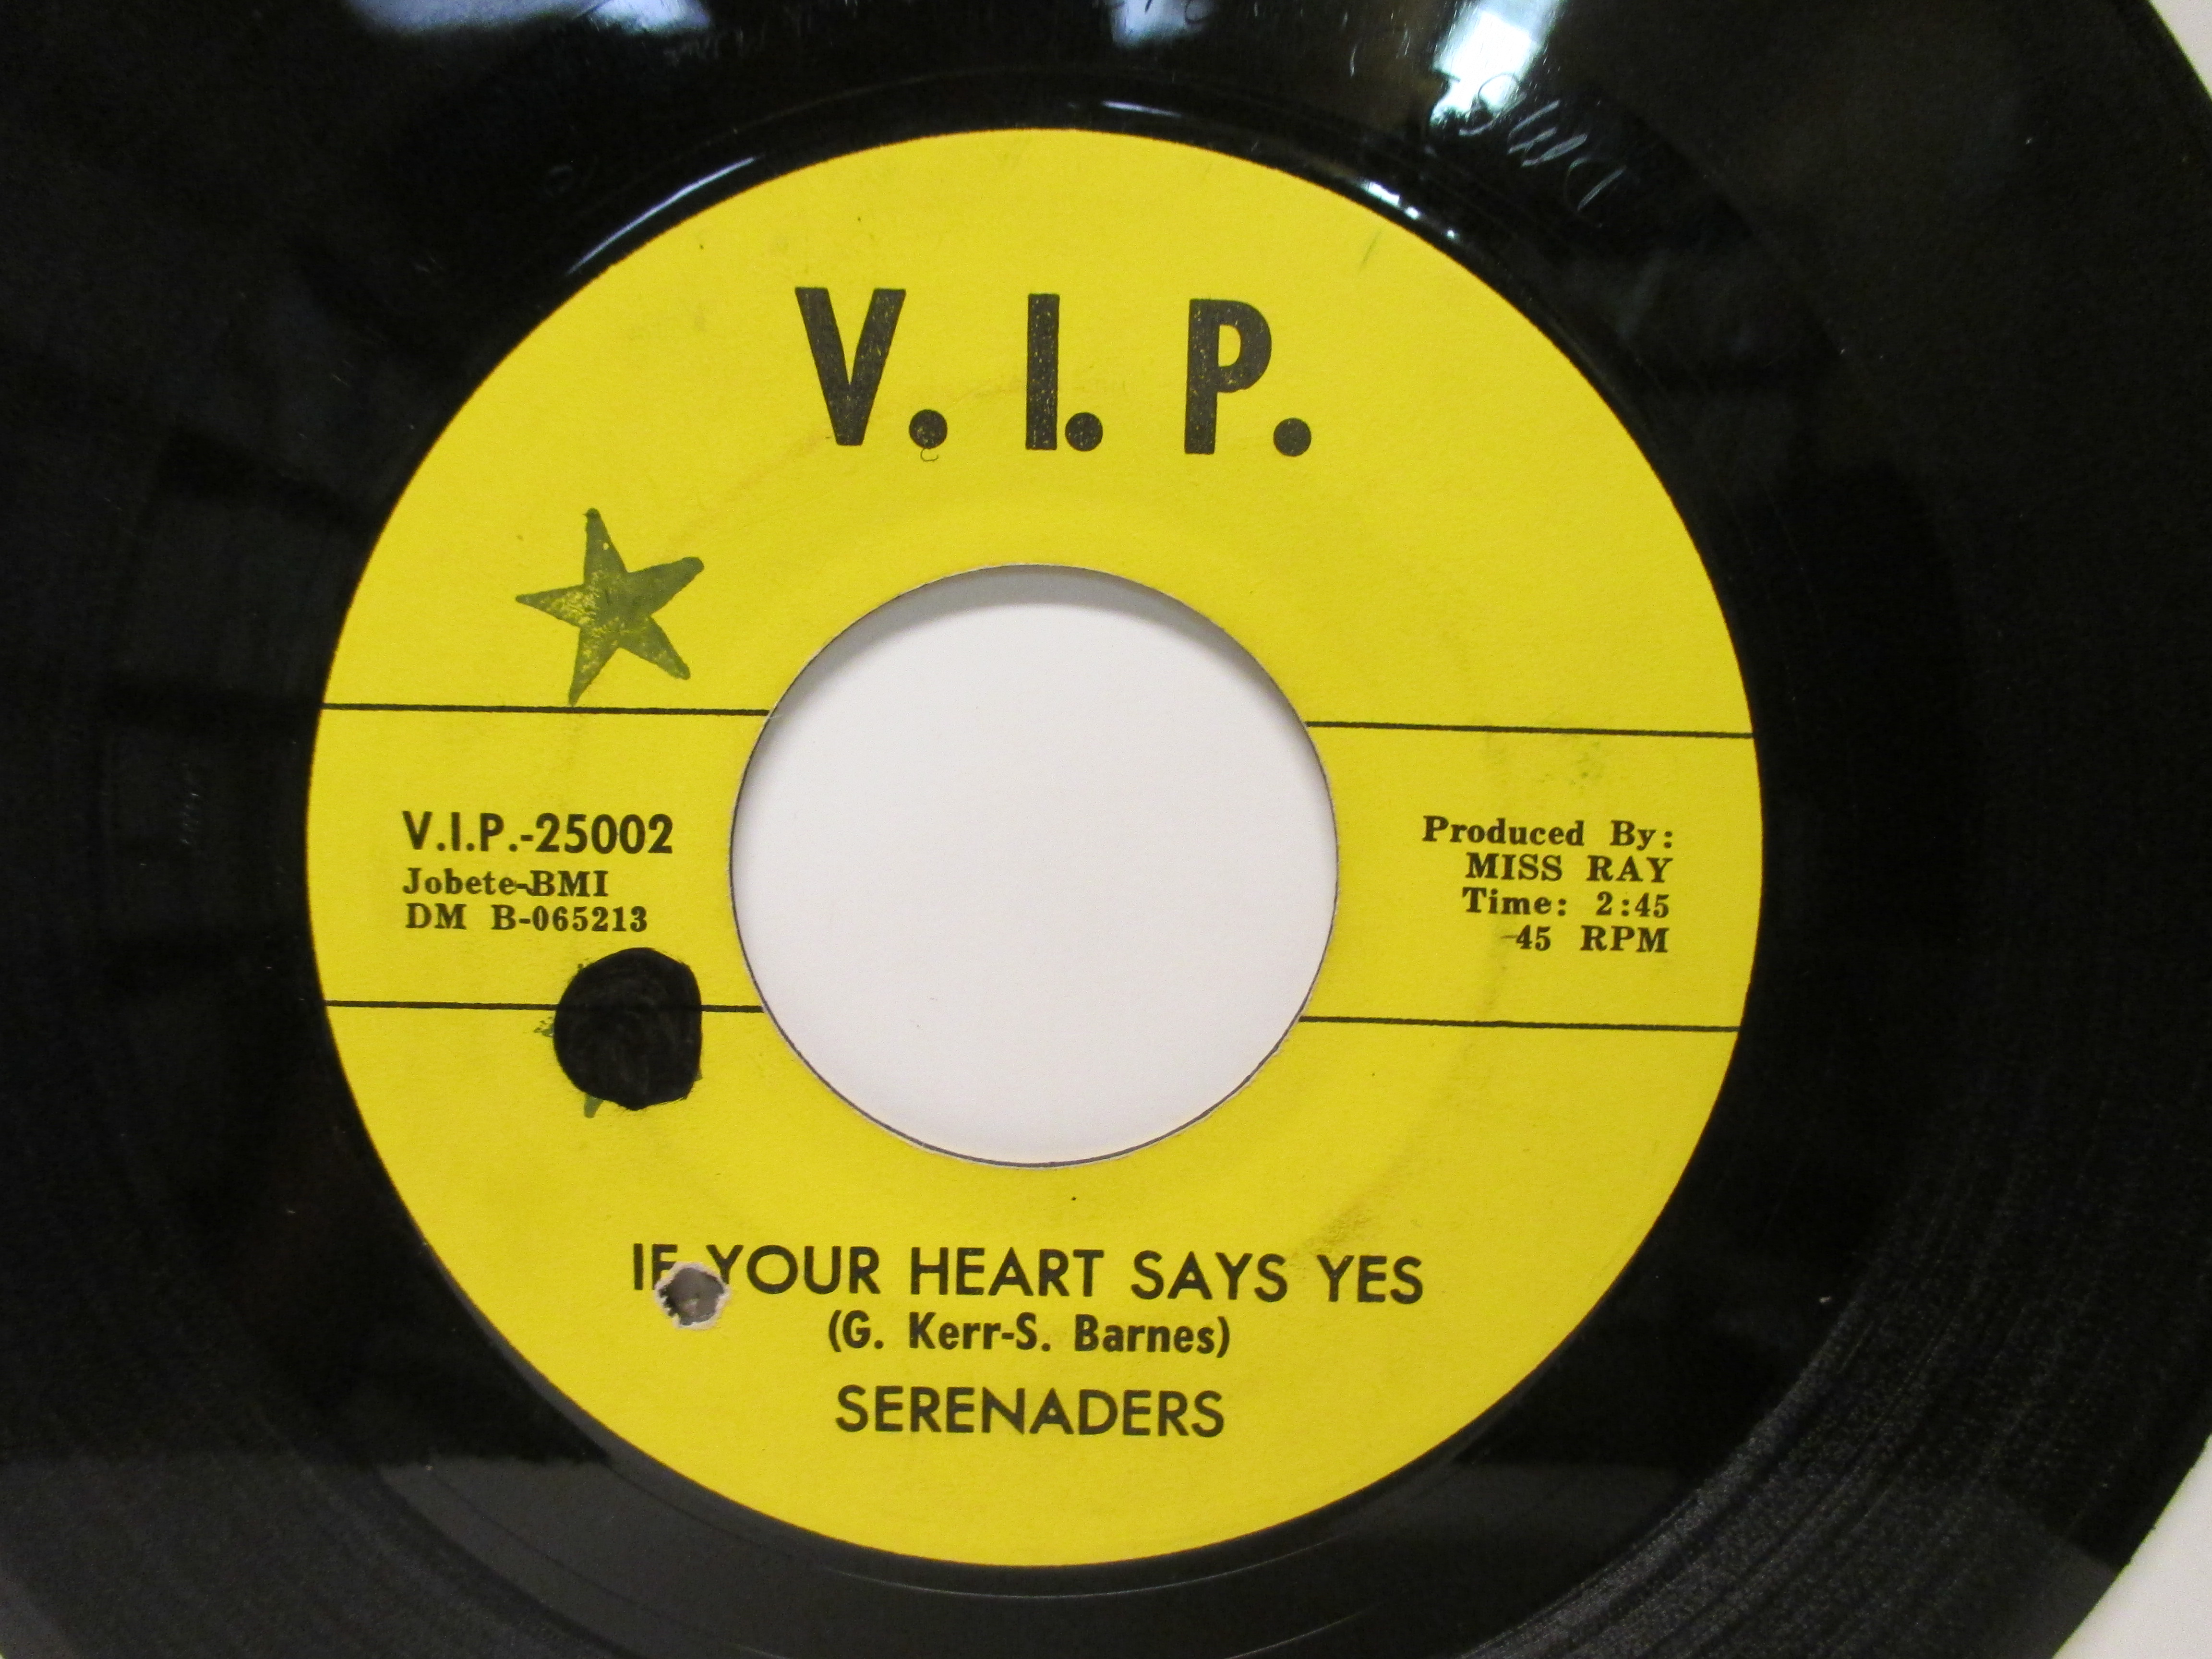 V. I. P.
V.I.P.-25002
Jobete-BMI
DM B-065213
Produced By:
MISS RAY
Time: 2:45
45 RPM
IF YOUR HEART SAYS YES
(G. Kerr-S. Barnes)
SERENADERS